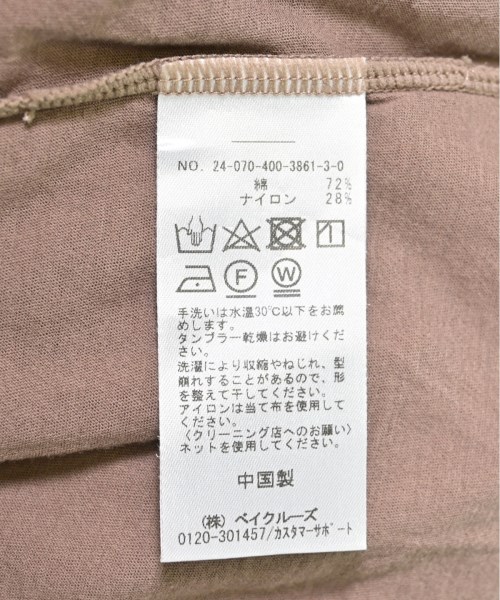 NO. 24-070-400-3861-3-0
綿 72%
ナイロン 28%
F W
手洗いは水温30℃以下をお薦
めします。
タンブラー乾燥はお避けくだ
さい。
洗濯により収縮やねじれ、型
崩れすることがあるので、形
を整えて干してください。
アイロンは当て布を使用して
ください。
〈クリーニング店へのお願い〉
ネットを使用してください。
中国製
(株) ベイクルーズ
0120-301457/カスタマーサポート